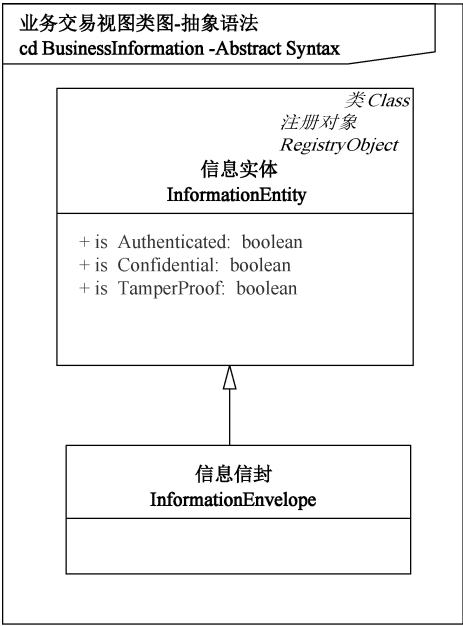 业务交易视图类图-抽象语法
cd BusinessInformation -Abstract Syntax
类 Class
注册对象
RegistryObject
信息实体
InformationEntity
+ is Authenticated: boolean
+ is Confidential: boolean
+ is TamperProof: boolean
信息信封
InformationEnvelope